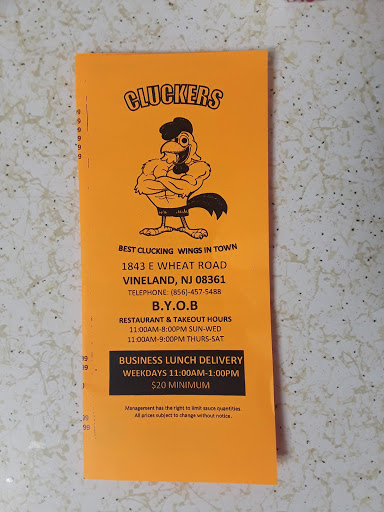 CLUCKERS
BEST CLUCKING WINGS IN TOWN
1843 E WHEAT ROAD
VINELAND, NJ 08361
TELEPHONE: (856)-457-5488
B.Y.O.B
RESTAURANT & TAKEOUT HOURS
11:00AM-8:00PM SUN-WED
11:00AM-9:00PM THURS-SAT
BUSINESS LUNCH DELIVERY
WEEKDAYS 11:00AM-1:00PM
$20 MINIMUM
Management has the right to limit sauce quantities.
All prices subject to change without notice.